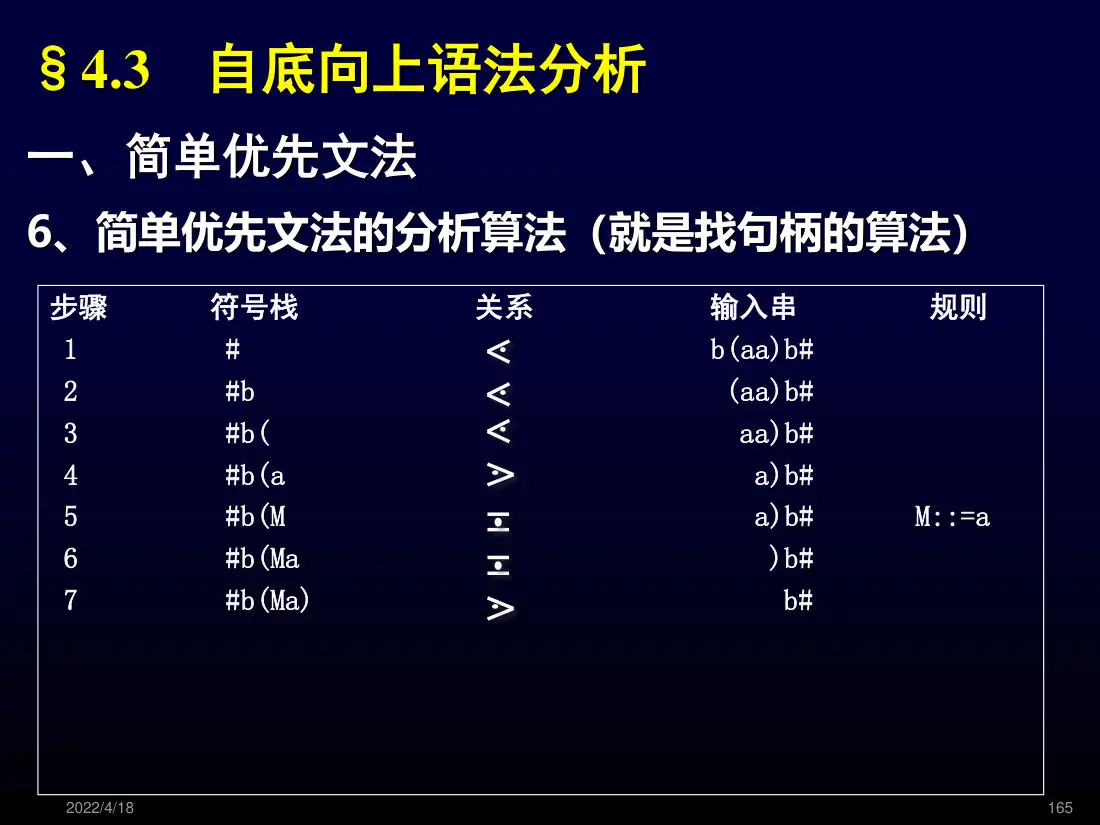 §4.3 自底向上语法分析
一、简单优先文法
6、简单优先文法的分析算法（就是找句柄的算法）
步骤 符号栈 关系 输入串 规则
1 # ⋖ b(aa)b#
2 #b ⋖ (aa)b#
3 #b( ⋖ aa)b#
4 #b(a ⋗ a)b#
5 #b(M ≖ a)b# M::=a
6 #b(Ma ≖ )b#
7 #b(Ma) ⋗ b#
2022/4/18 165